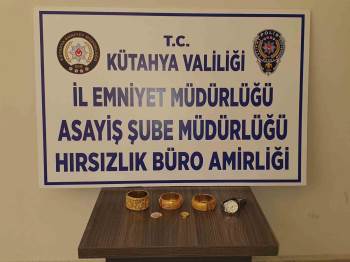 T.C.
KÜTAHYA VALİLİĞİ
İL EMNİYET MÜDÜRLÜĞÜ
ASAYİŞ ŞUBE MÜDÜRLÜĞÜ
HIRSIZLIK BÜRO AMİRLİĞİ